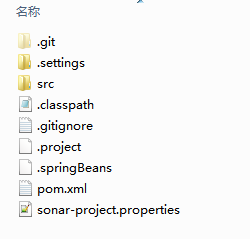 名称
.git
.settings
src
.classpath
.gitignore
.project
.springBeans
pom.xml
sonar-project.properties